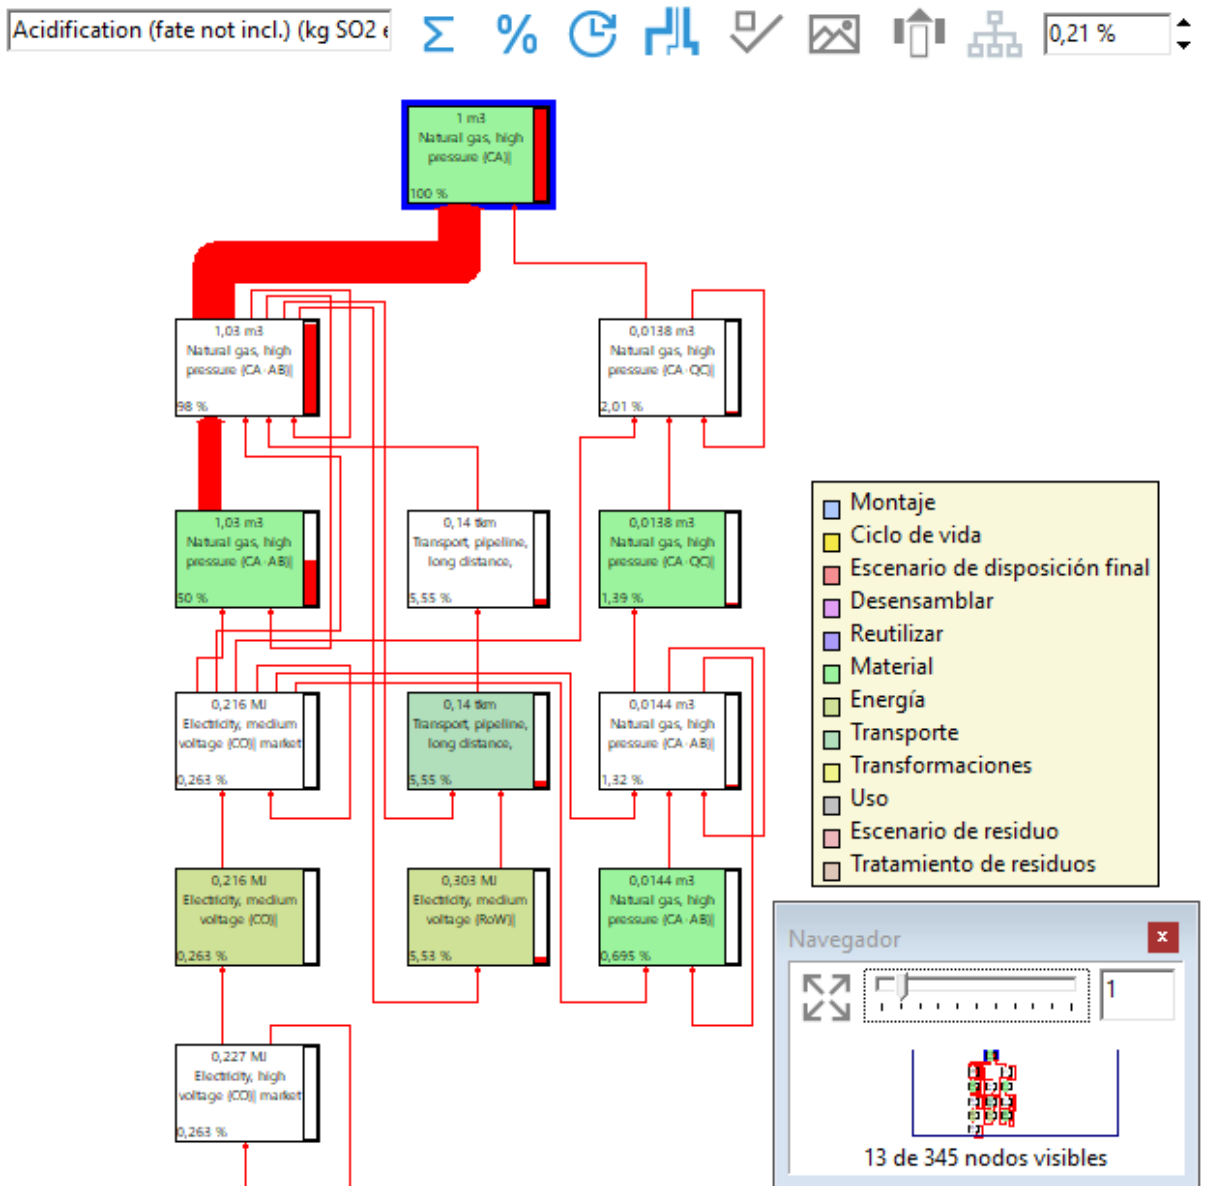 Acidification (fate not incl.) (kg SO2 e
0,21 %
1 m3
Natural gas, high
pressure {CA}|
100 %
1,03 m3
Natural gas, high
pressure {CA-AB}|
98 %
0,0138 m3
Natural gas, high
pressure {CA-QC}|
2,01 %
1,03 m3
Natural gas, high
pressure {CA-AB}|
50 %
0,14 tkm
Transport, pipeline,
long distance,
5,55 %
0,0138 m3
Natural gas, high
pressure {CA-QC}|
1,39 %
0,216 MJ
Electricity, medium
voltage {CO}| market
0,263 %
0,14 tkm
Transport, pipeline,
long distance,
5,55 %
0,0144 m3
Natural gas, high
pressure {CA-AB}|
1,32 %
0,216 MJ
Electricity, medium
voltage {CO}|
0,263 %
0,303 MJ
Electricity, medium
voltage {RoW}|
5,53 %
0,0144 m3
Natural gas, high
pressure {CA-AB}|
0,695 %
0,227 MJ
Electricity, high
voltage {CO}| market
0,263 %
Montaje
Ciclo de vida
Escenario de disposición final
Desensamblar
Reutilizar
Material
Energía
Transporte
Transformaciones
Uso
Escenario de residuo
Tratamiento de residuos
Navegador
x
1
13 de 345 nodos visibles